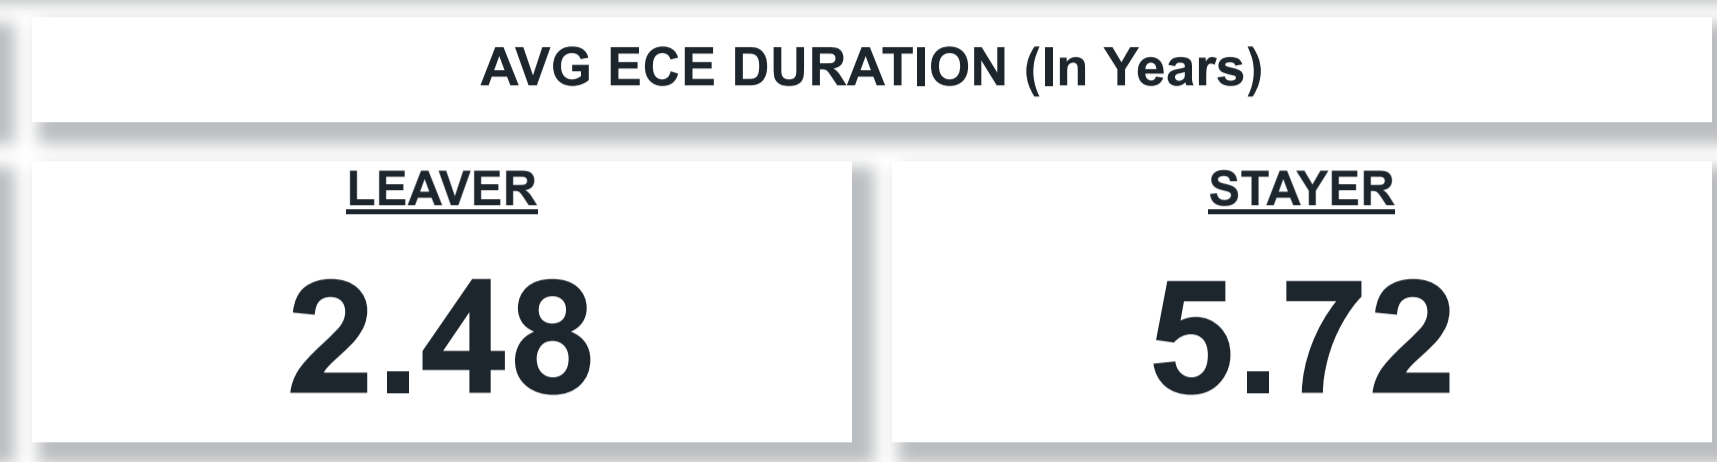 AVG ECE DURATION (In Years)
LEAVER
STAYER
2.48
5.72